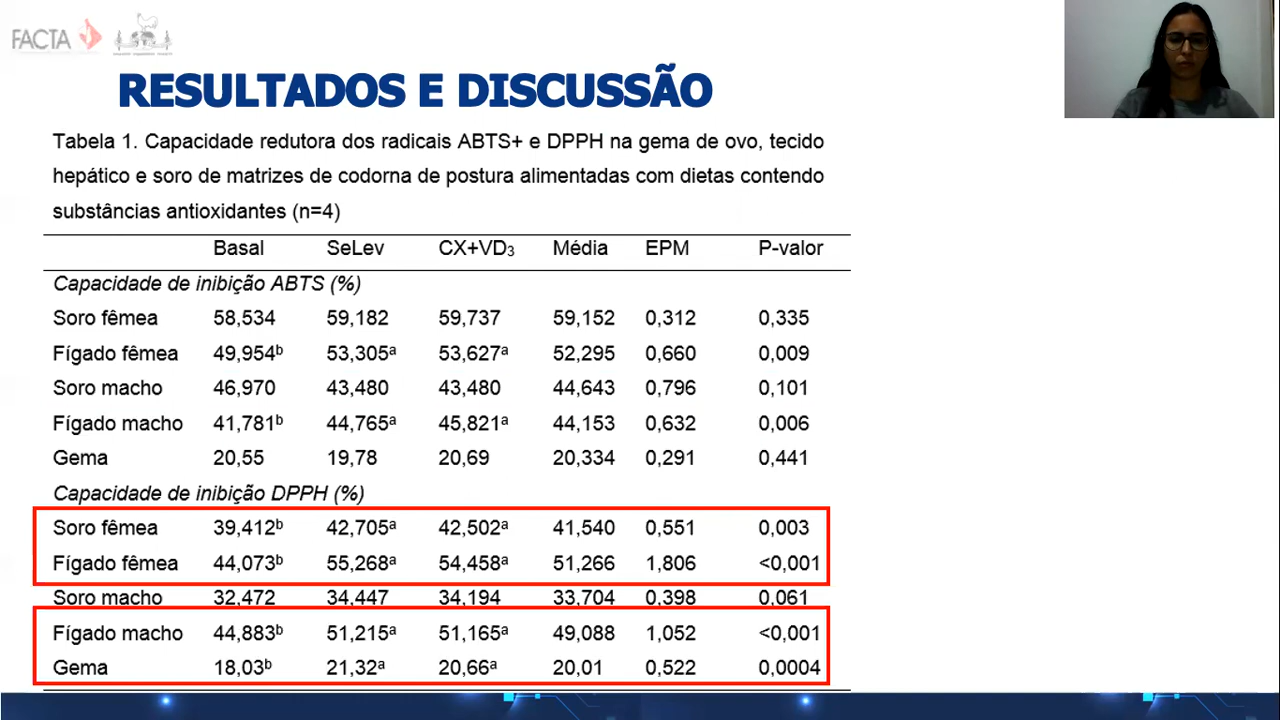 FACTA
RESULTADOS E DISCUSSÃO
Tabela 1. Capacidade redutora dos radicais ABTS+ e DPPH na gema de ovo, tecido
hepático e soro de matrizes de codorna de postura alimentadas com dietas contendo
substâncias antioxidantes (n=4)
Basal SeLev CX+VD₃ Média EPM P-valor
Capacidade de inibição ABTS (%)
Soro fêmea 58,534 59,182 59,737 59,152 0,312 0,335
Fígado fêmea 49,954ᵇ 53,305ᵃ 53,627ᵃ 52,295 0,660 0,009
Soro macho 46,970 43,480 43,480 44,643 0,796 0,101
Fígado macho 41,781ᵇ 44,765ᵃ 45,821ᵃ 44,153 0,632 0,006
Gema 20,55 19,78 20,69 20,334 0,291 0,441
Capacidade de inibição DPPH (%)
Soro fêmea 39,412ᵇ 42,705ᵃ 42,502ᵃ 41,540 0,551 0,003
Fígado fêmea 44,073ᵇ 55,268ᵃ 54,458ᵃ 51,266 1,806 <0,001
Soro macho 32,472 34,447 34,194 33,704 0,398 0,061
Fígado macho 44,883ᵇ 51,215ᵃ 51,165ᵃ 49,088 1,052 <0,001
Gema 18,03ᵇ 21,32ᵃ 20,66ᵃ 20,01 0,522 0,0004